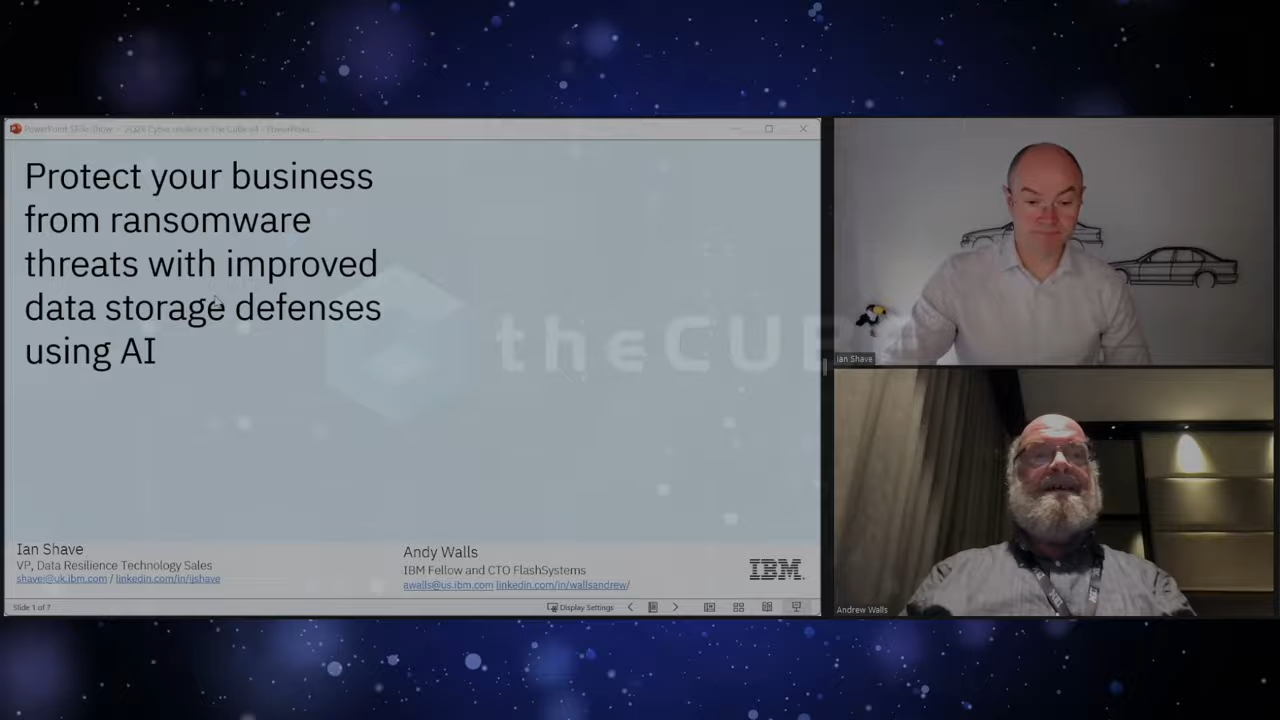 Protect your business
from ransomware
threats with improved
data storage defenses
using AI
theCUBE
Ian Shave
VP, Data Resilience Technology Sales
shavei@uk.ibm.com / linkedin.com/in/ijshave
Andy Walls
IBM Fellow and CTO FlashSystems
awalls@us.ibm.com linkedin.com/in/wallsandrew/
IBM
Slide 1 of 7
Display Settings
Ian Shave
Andrew Walls